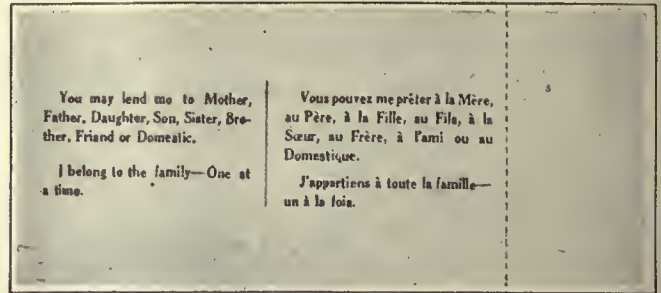 You may lend me to Mother,
Father, Daughter, Son, Sister, Bro-
ther, Friend or Domestic.
I belong to the family—One at
a time.
Vous pouvez me prêter à la Mère,
au Père, à la Fille, au Fils, à la
Sœur, au Frère, à l'ami ou au
Domestique.
J'appartiens à toute la famille—
un à la fois.